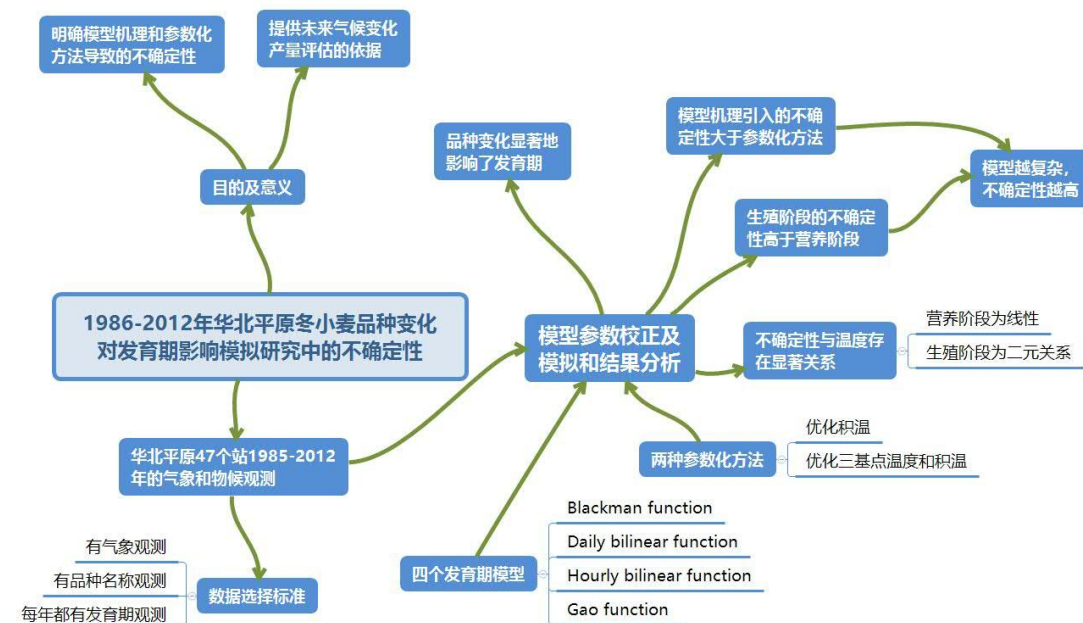 明确模型机理和参数化
方法导致的不确定性
提供未来气候变化
产量评估的依据
目的及意义
1986-2012年华北平原冬小麦品种变化
对发育期影响模拟研究中的不确定性
华北平原47个站1985-2012
年的气象和物候观测
有气象观测
有品种名称观测
每年都有发育期观测
数据选择标准
品种变化显著地
影响了发育期
模型机理引入的不确
定性大于参数化方法
生殖阶段的不确定
性高于营养阶段
模型越复杂,
不确定性越高
模型参数校正及
模拟和结果分析
不确定性与温度存
在显著关系
营养阶段为线性
生殖阶段为二元关系
两种参数化方法
优化积温
优化三基点温度和积温
四个发育期模型
Blackman function
Daily bilinear function
Hourly bilinear function
Gao function